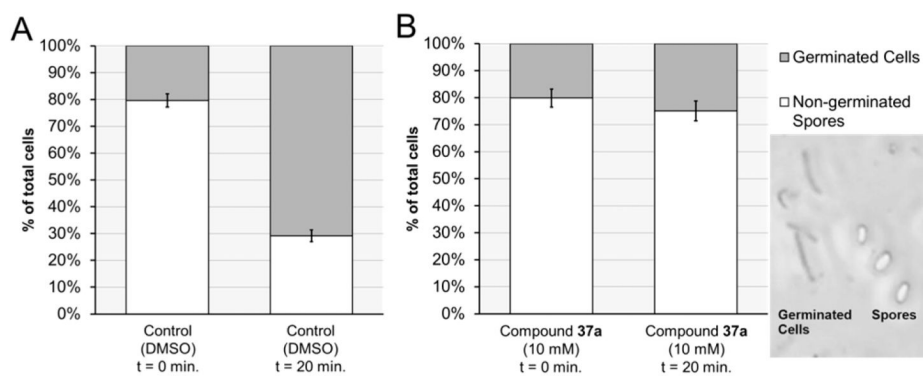 A
% of total cells
100%
90%
80%
70%
60%
50%
40%
30%
20%
10%
0%
Control
(DMSO)
t = 0 min.
Control
(DMSO)
t = 20 min.
B
% of total cells
100%
90%
80%
70%
60%
50%
40%
30%
20%
10%
0%
Compound 37a
(10 mM)
t = 0 min.
Compound 37a
(10 mM)
t = 20 min.
Germinated Cells
Non-germinated
Spores
Germinated
Cells
Spores